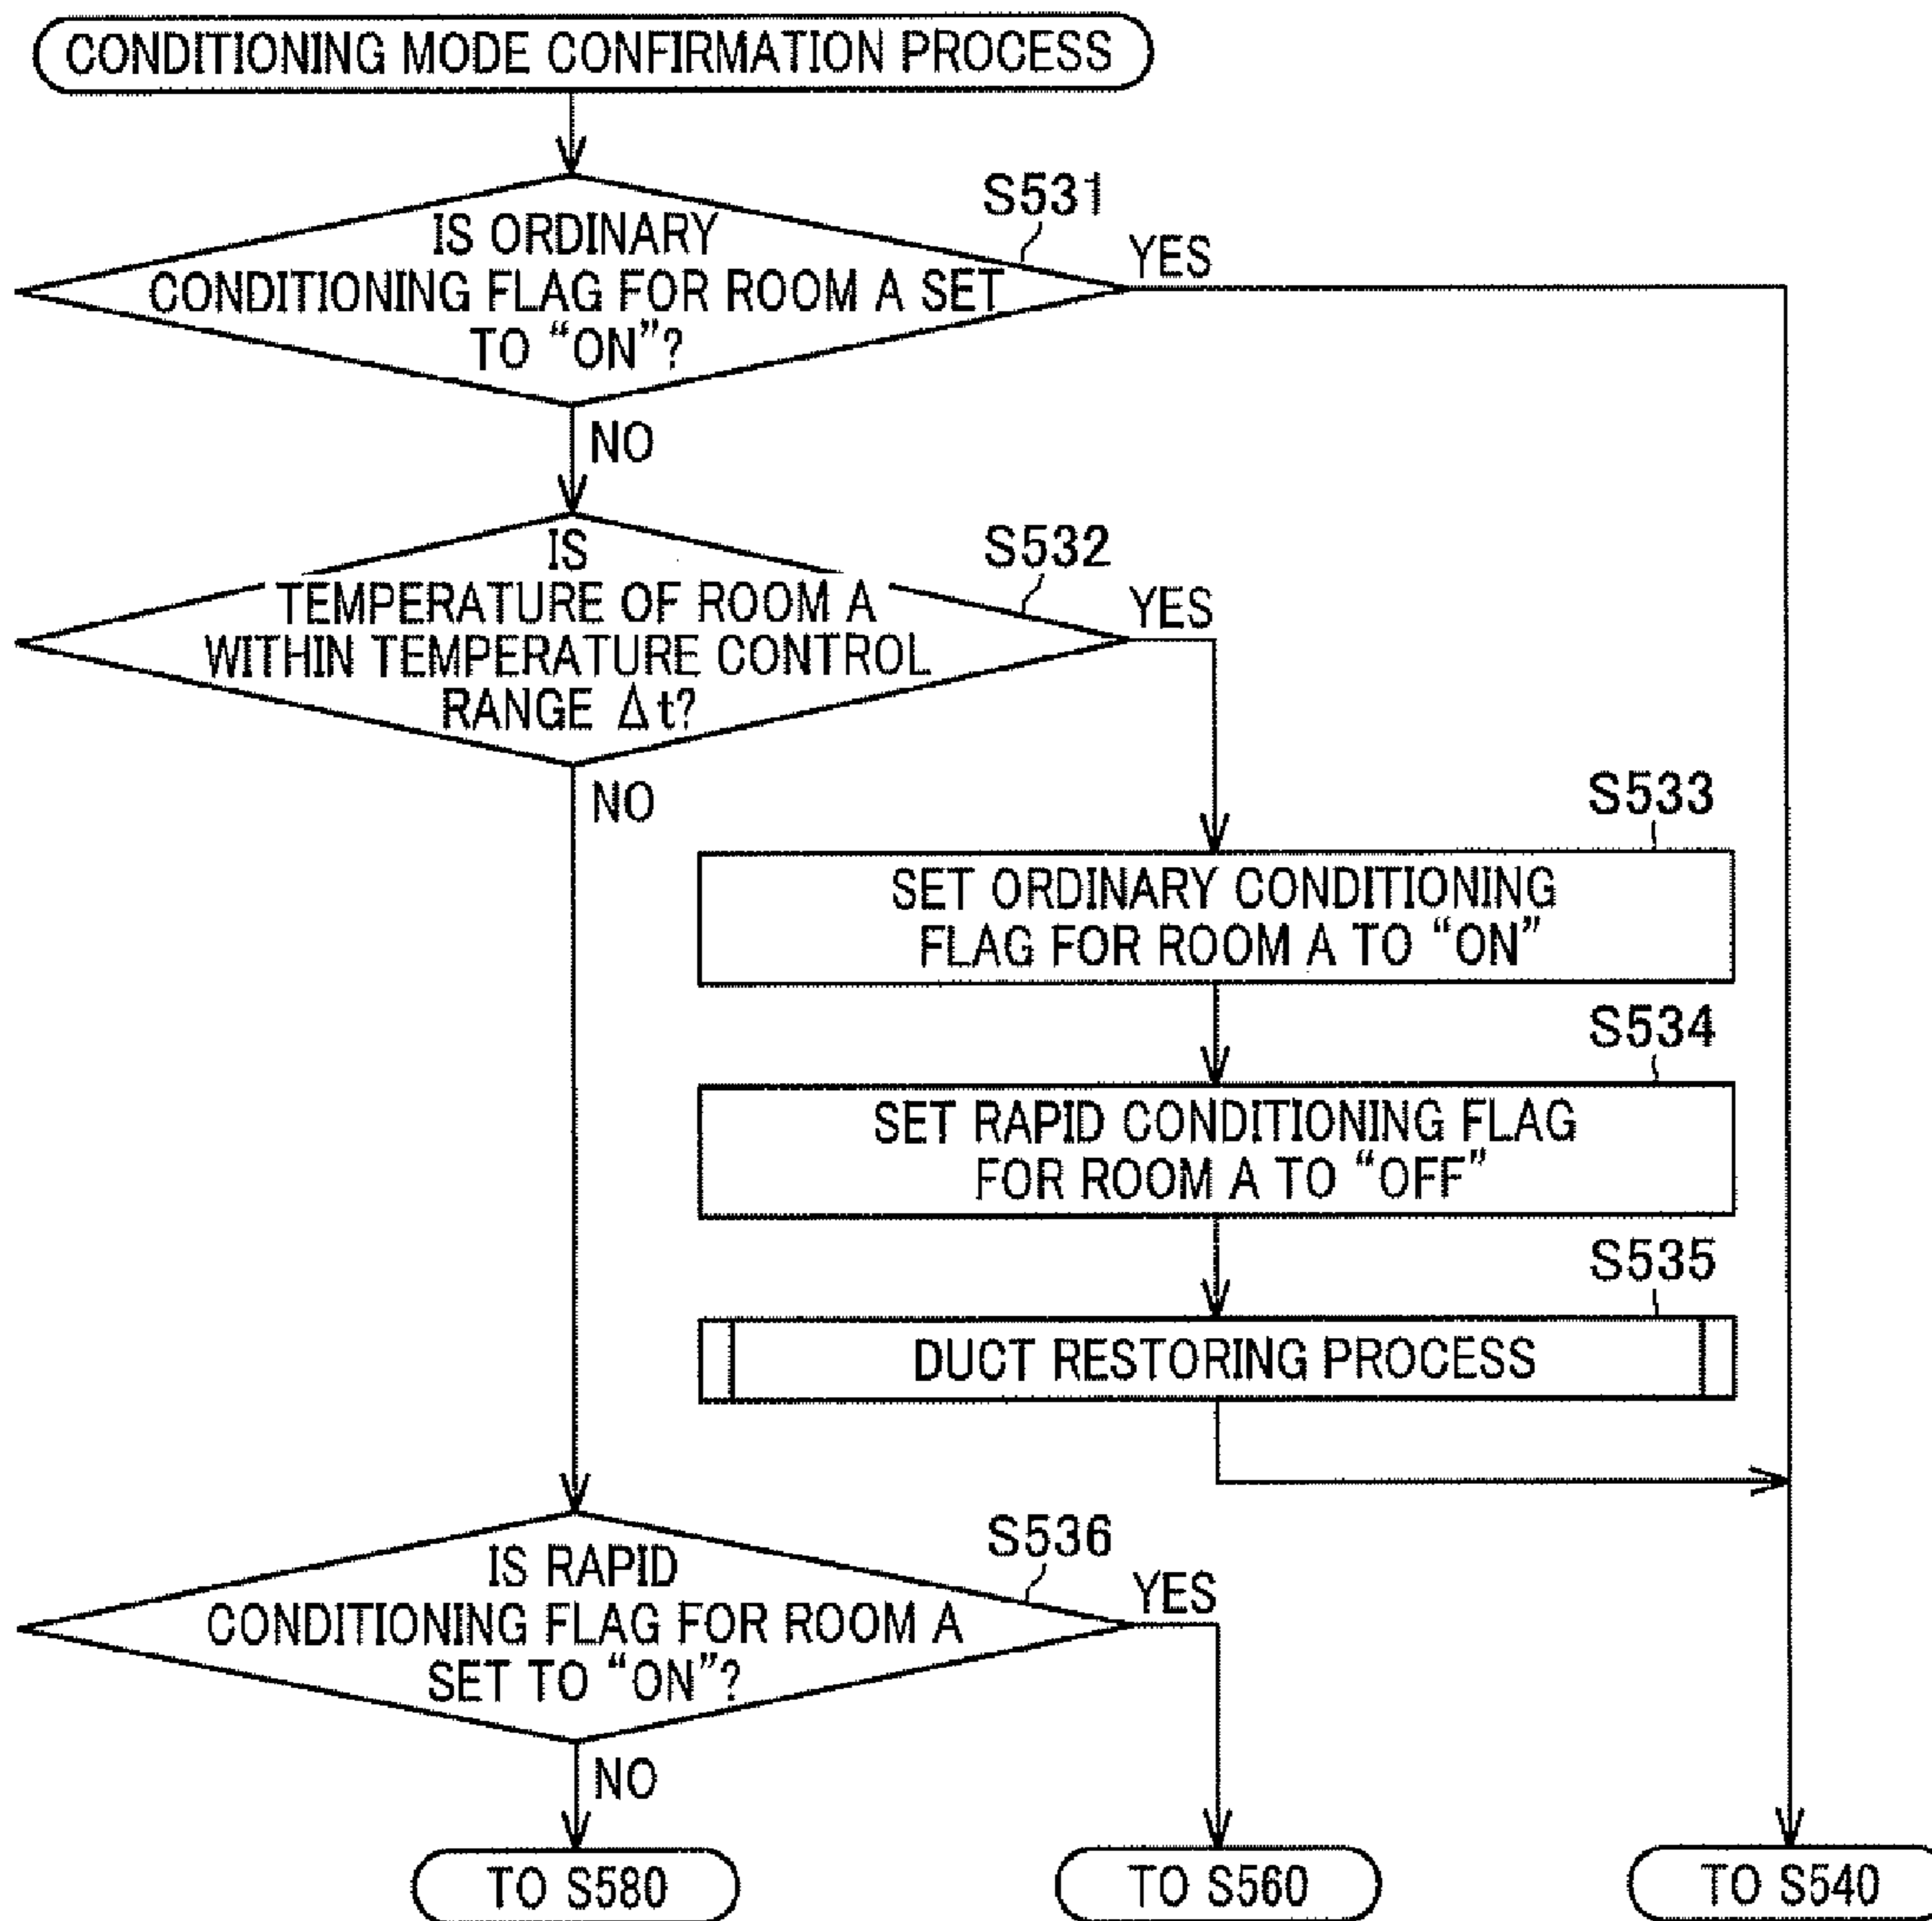 CONDITIONING MODE CONFIRMATION PROCESS
S531
IS ORDINARY
CONDITIONING FLAG FOR ROOM A SET
TO “ON”?
YES
NO
S532
IS
TEMPERATURE OF ROOM A
WITHIN TEMPERATURE CONTROL
RANGE Δt?
YES
NO
S533
SET ORDINARY CONDITIONING
FLAG FOR ROOM A TO “ON”
S534
SET RAPID CONDITIONING FLAG
FOR ROOM A TO “OFF”
S535
DUCT RESTORING PROCESS
S536
IS RAPID
CONDITIONING FLAG FOR ROOM A
SET TO “ON”?
YES
NO
TO S580
TO S560
TO S540